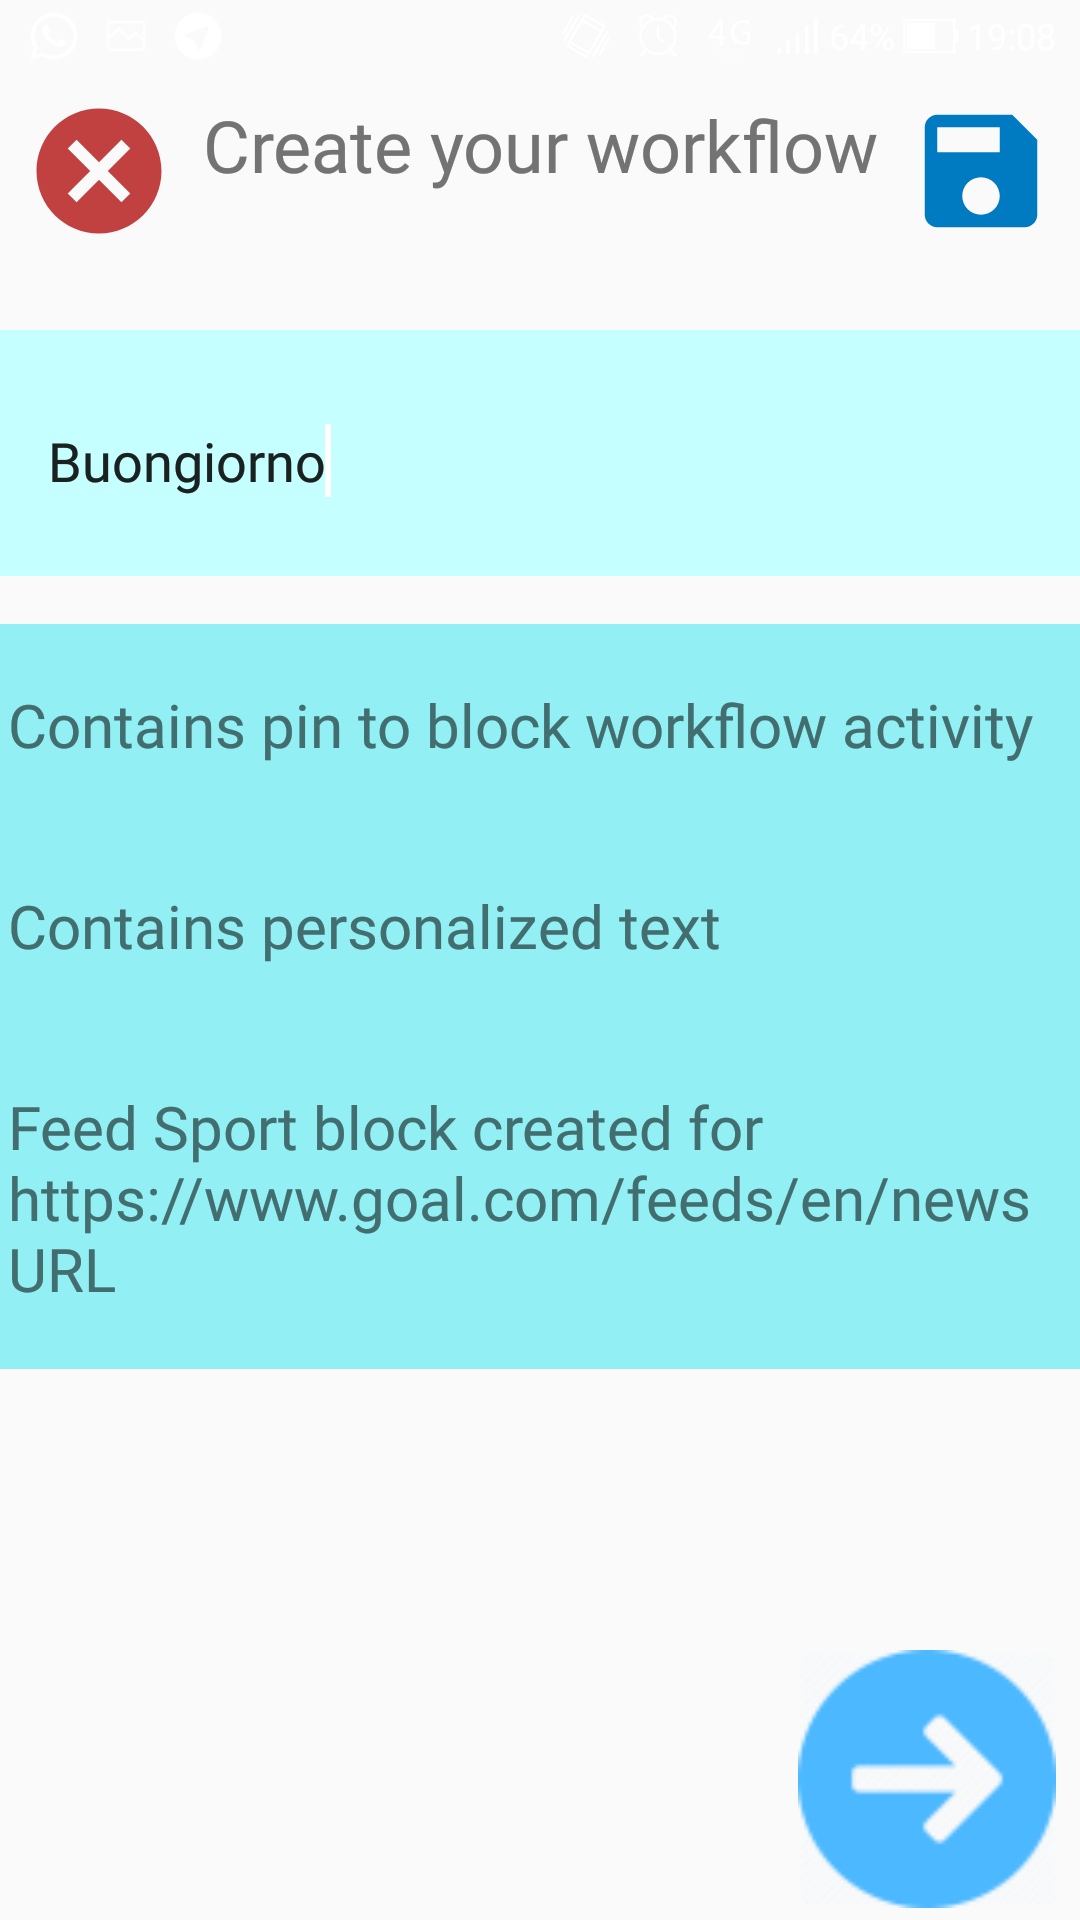 4G 64% 19:08
Create your workflow
Buongiorno
Contains pin to block workflow activity
Contains personalized text
Feed Sport block created for
https://www.goal.com/feeds/en/news
URL